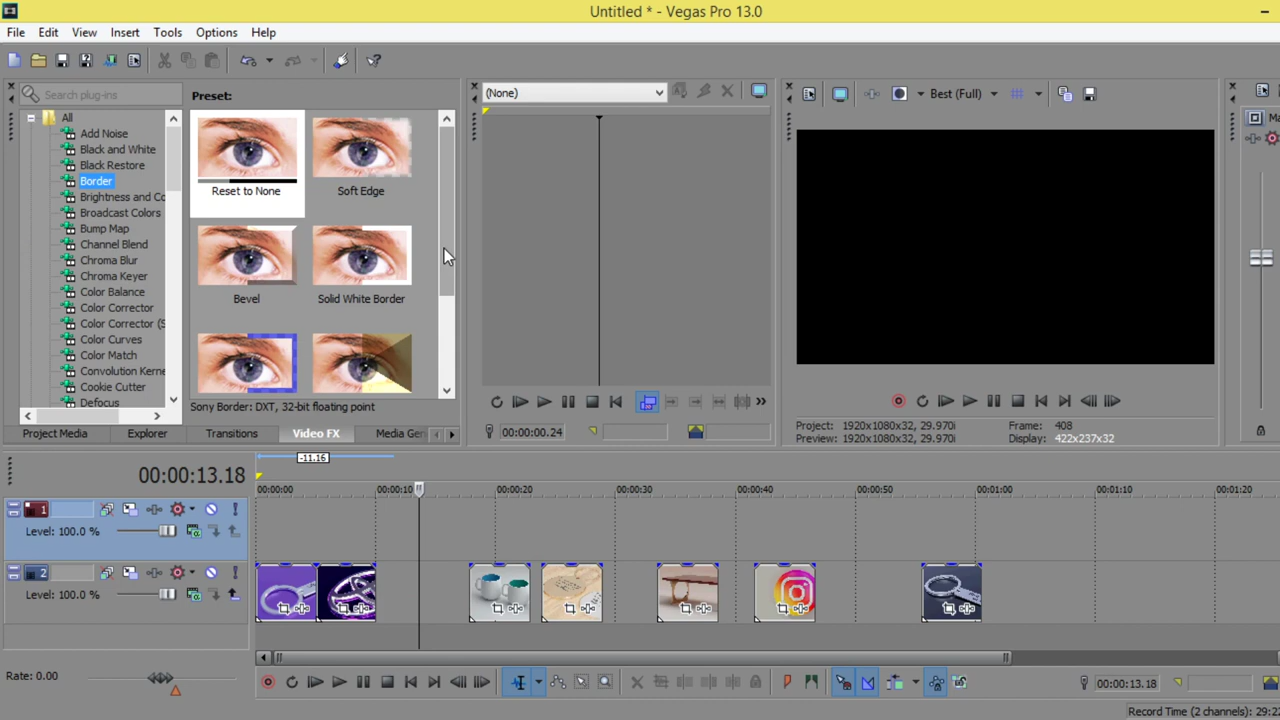 Untitled * - Vegas Pro 13.0
File Edit View Insert Tools Options Help
Search plug-ins
Preset:
(None)
Best (Full)
All
Add Noise
Black and White
Black Restore
Border
Brightness and Co
Broadcast Colors
Bump Map
Channel Blend
Chroma Blur
Chroma Keyer
Color Balance
Color Corrector
Color Corrector (S
Color Curves
Color Match
Convolution Kerne
Cookie Cutter
Defocus
Reset to None
Soft Edge
Bevel
Solid White Border
Sony Border: DXT, 32-bit floating point
Project Media
Explorer
Transitions
Video FX
Media Gen
00:00:00.24
Project: 1920x1080x32, 29.970i
Frame: 408
Preview: 1920x1080x32, 29.970i
Display: 422x237x32
Ma
-11.16
00:00:13.18
00:00:00
00:00:10
00:00:20
00:00:30
00:00:40
00:00:50
00:01:00
00:01:10
00:01:20
1
Level: 100.0 %
2
Level: 100.0 %
Rate: 0.00
00:00:13.18
Record Time (2 channels): 29:22